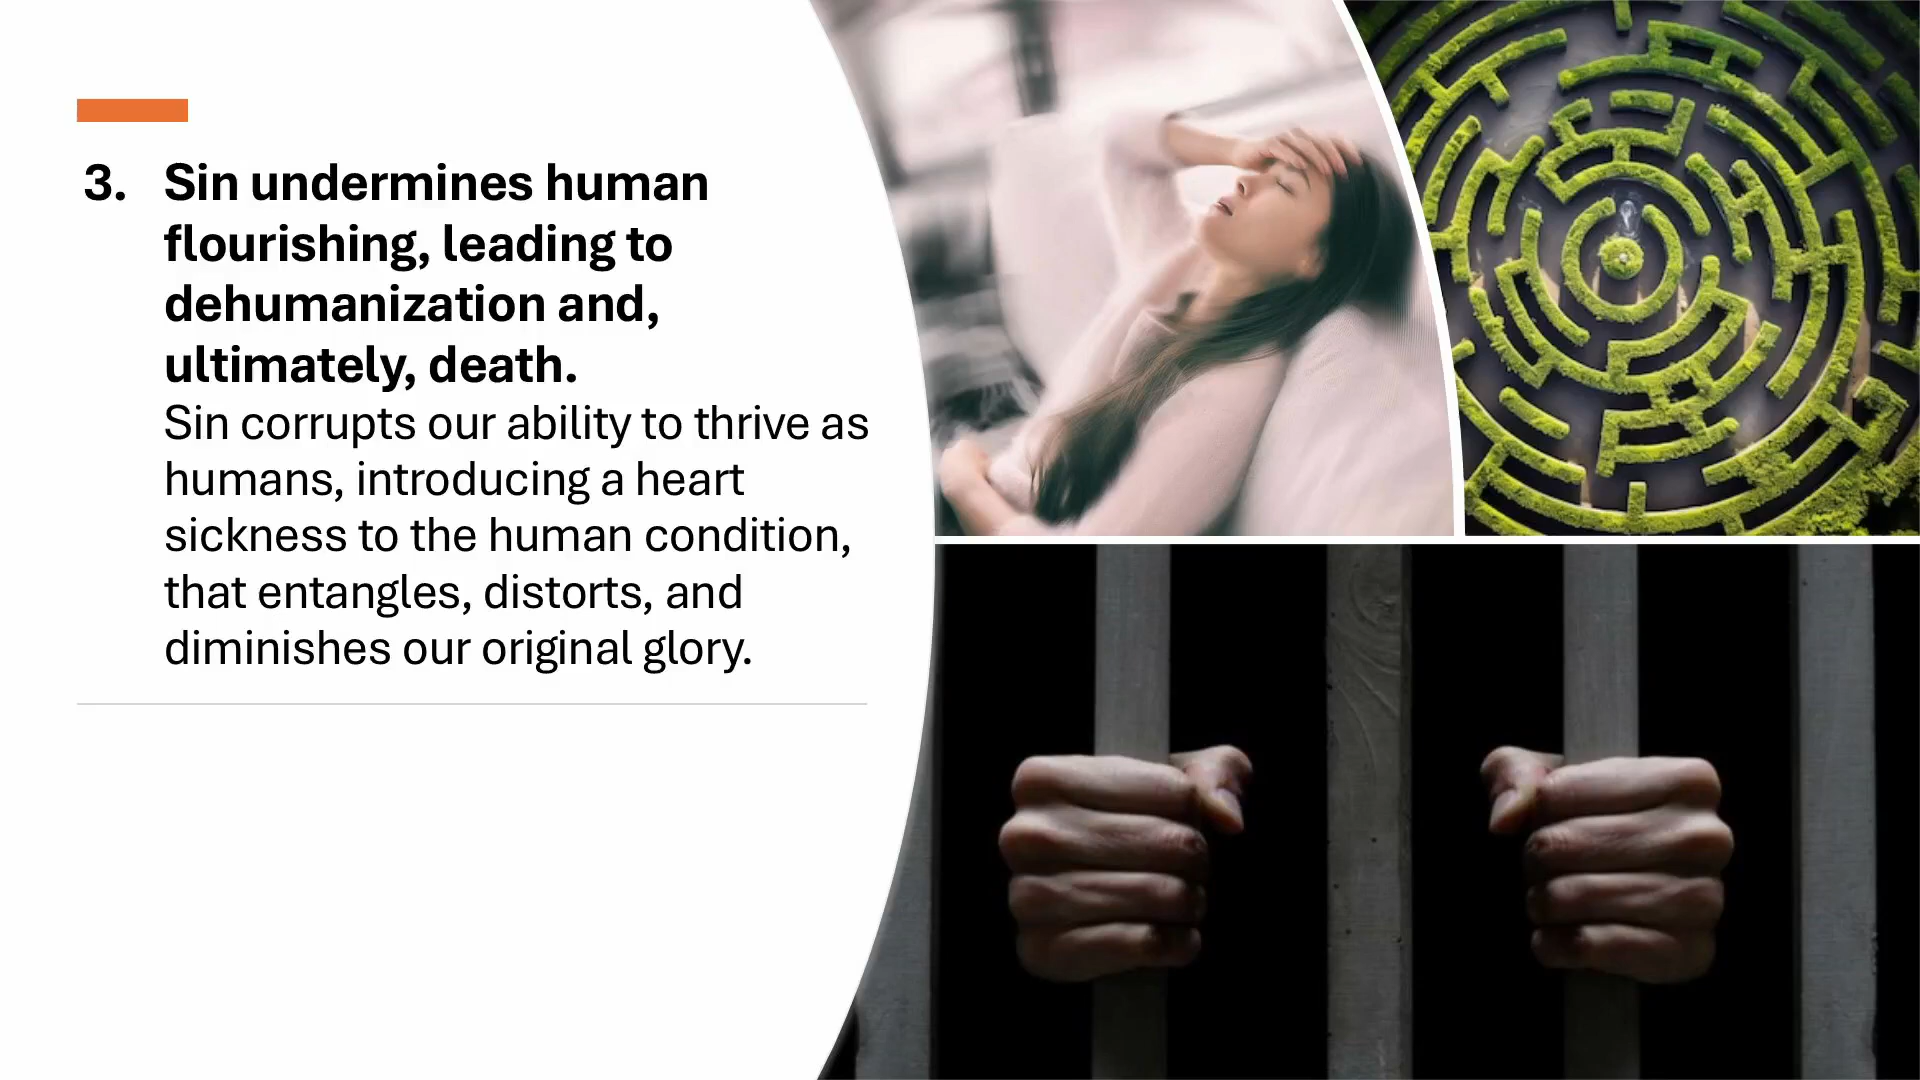 3. Sin undermines human
flourishing, leading to
dehumanization and,
ultimately, death.
Sin corrupts our ability to thrive as
humans, introducing a heart
sickness to the human condition,
that entangles, distorts, and
diminishes our original glory.